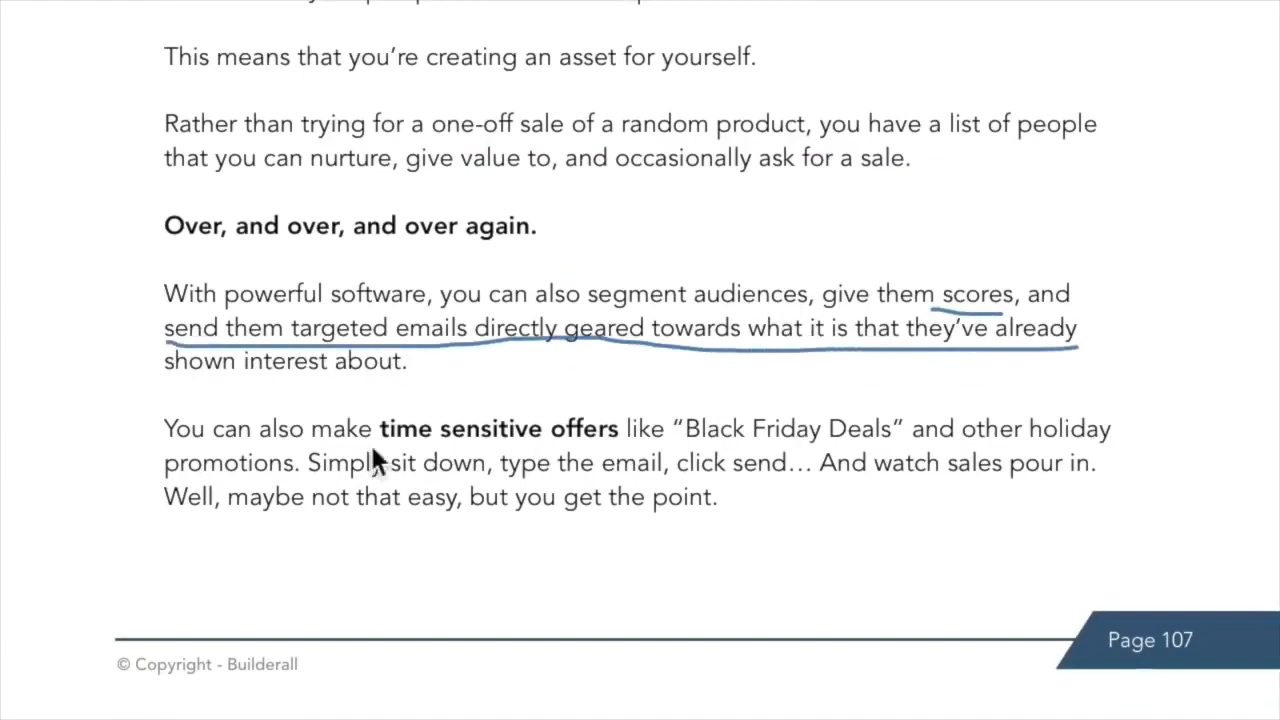 This means that you're creating an asset for yourself.
Rather than trying for a one-off sale of a random product, you have a list of people
that you can nurture, give value to, and occasionally ask for a sale.
Over, and over, and over again.
With powerful software, you can also segment audiences, give them scores, and
send them targeted emails directly geared towards what it is that they've already
shown interest about.
You can also make time sensitive offers like “Black Friday Deals” and other holiday
promotions. Simply sit down, type the email, click send… And watch sales pour in.
Well, maybe not that easy, but you get the point.
Page 107
© Copyright - Builderall